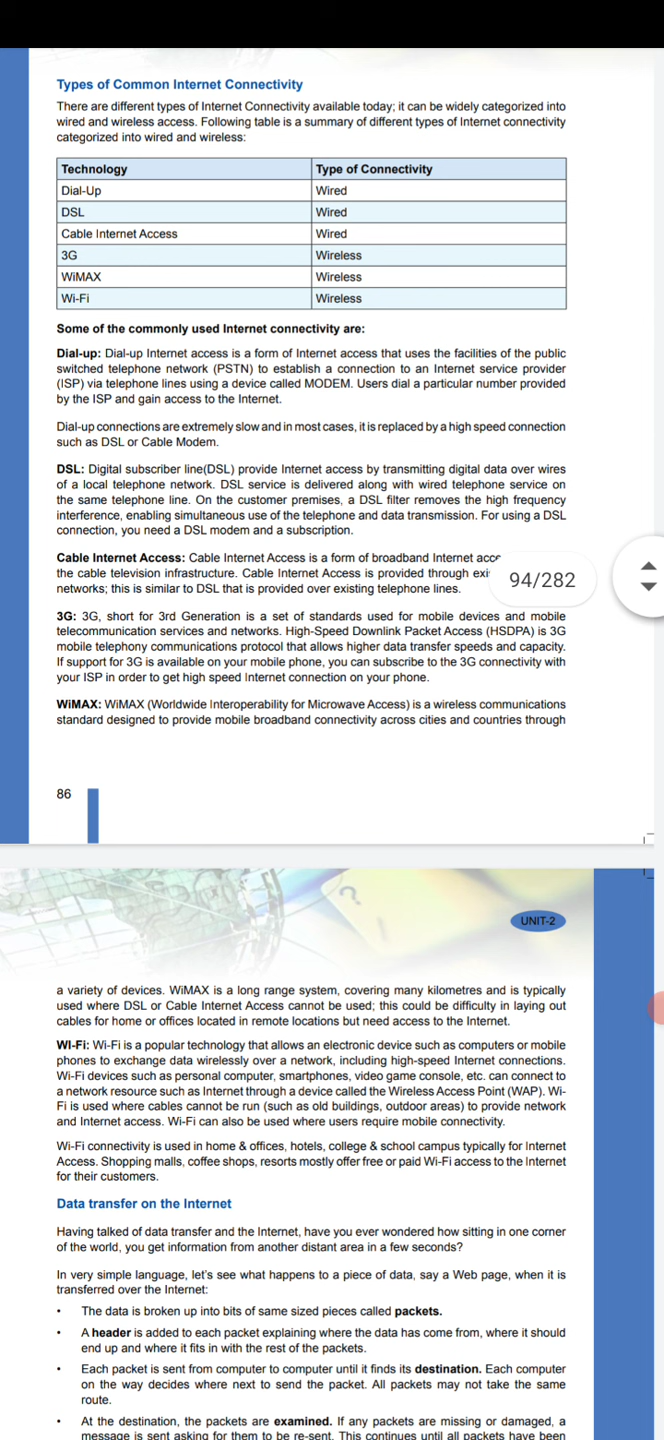 Types of Common Internet Connectivity
There are different types of Internet Connectivity available today; it can be widely categorized into
wired and wireless access. Following table is a summary of different types of Internet connectivity
categorized into wired and wireless:
Technology Type of Connectivity
Dial-Up Wired
DSL Wired
Cable Internet Access Wired
3G Wireless
WiMAX Wireless
Wi-Fi Wireless
Some of the commonly used Internet connectivity are:
Dial-up: Dial-up Internet access is a form of Internet access that uses the facilities of the public
switched telephone network (PSTN) to establish a connection to an Internet service provider
(ISP) via telephone lines using a device called MODEM. Users dial a particular number provided
by the ISP and gain access to the Internet.
Dial-up connections are extremely slow and in most cases, it is replaced by a high speed connection
such as DSL or Cable Modem.
DSL: Digital subscriber line(DSL) provide Internet access by transmitting digital data over wires
of a local telephone network. DSL service is delivered along with wired telephone service on
the same telephone line. On the customer premises, a DSL filter removes the high frequency
interference, enabling simultaneous use of the telephone and data transmission. For using a DSL
connection, you need a DSL modem and a subscription.
Cable Internet Access: Cable Internet Access is a form of broadband Internet acce
the cable television infrastructure. Cable Internet Access is provided through exi
94/282
networks; this is similar to DSL that is provided over existing telephone lines.
3G: 3G, short for 3rd Generation is a set of standards used for mobile devices and mobile
telecommunication services and networks. High-Speed Downlink Packet Access (HSDPA) is 3G
mobile telephony communications protocol that allows higher data transfer speeds and capacity.
If support for 3G is available on your mobile phone, you can subscribe to the 3G connectivity with
your ISP in order to get high speed Internet connection on your phone.
WiMAX: WiMAX (Worldwide Interoperability for Microwave Access) is a wireless communications
standard designed to provide mobile broadband connectivity across cities and countries through
86
UNIT-2
a variety of devices. WiMAX is a long range system, covering many kilometres and is typically
used where DSL or Cable Internet Access cannot be used; this could be difficulty in laying out
cables for home or offices located in remote locations but need access to the Internet.
WI-Fi: Wi-Fi is a popular technology that allows an electronic device such as computers or mobile
phones to exchange data wirelessly over a network, including high-speed Internet connections.
Wi-Fi devices such as personal computer, smartphones, video game console, etc. can connect to
a network resource such as Internet through a device called the Wireless Access Point (WAP). Wi-
Fi is used where cables cannot be run (such as old buildings, outdoor areas) to provide network
and Internet access. Wi-Fi can also be used where users require mobile connectivity.
Wi-Fi connectivity is used in home & offices, hotels, college & school campus typically for Internet
Access. Shopping malls, coffee shops, resorts mostly offer free or paid Wi-Fi access to the Internet
for their customers.
Data transfer on the Internet
Having talked of data transfer and the Internet, have you ever wondered how sitting in one corner
of the world, you get information from another distant area in a few seconds?
In very simple language, let's see what happens to a piece of data, say a Web page, when it is
transferred over the Internet:
• The data is broken up into bits of same sized pieces called packets.
• A header is added to each packet explaining where the data has come from, where it should
end up and where it fits in with the rest of the packets.
• Each packet is sent from computer to computer until it finds its destination. Each computer
on the way decides where next to send the packet. All packets may not take the same
route.
• At the destination, the packets are examined. If any packets are missing or damaged, a
message is sent asking for them to be re-sent. This continues until all packets have been